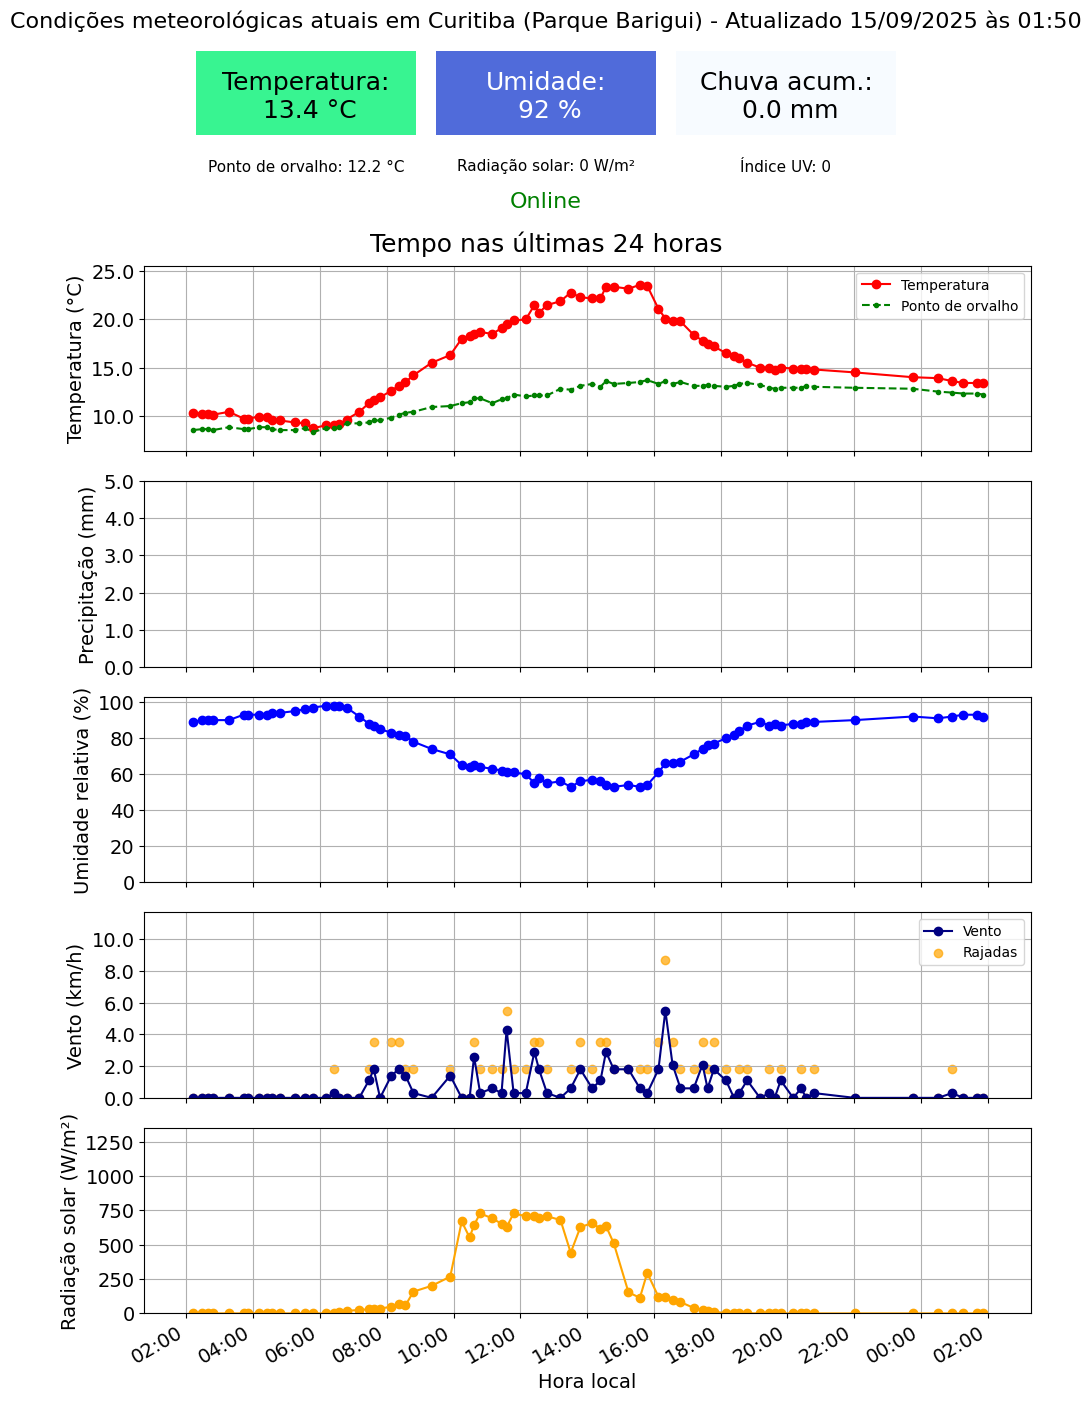 Condições meteorológicas atuais em Curitiba (Parque Barigui) - Atualizado 15/09/2025 às 01:50
Temperatura:
13.4 °C
Umidade:
92 %
Chuva acum.:
0.0 mm
Ponto de orvalho: 12.2 °C
Radiação solar: 0 W/m²
Índice UV: 0
Online
Tempo nas últimas 24 horas
Temperatura (°C)
25.0
20.0
15.0
10.0
Temperatura
Ponto de orvalho
Precipitação (mm)
5.0
4.0
3.0
2.0
1.0
0.0
Umidade relativa (%)
100
80
60
40
20
0
Vento (km/h)
10.0
8.0
6.0
4.0
2.0
0.0
Vento
Rajadas
Radiação solar (W/m²)
1250
1000
750
500
250
0
02:00 04:00 06:00 08:00 10:00 12:00 14:00 16:00 18:00 20:00 22:00 00:00 02:00
Hora local